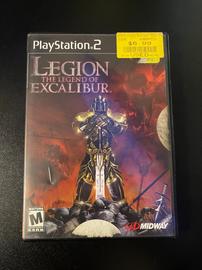 PlayStation.2
$6.99
LEGION
THE LEGEND OF
EXCALIBUR
M
MIDWAY